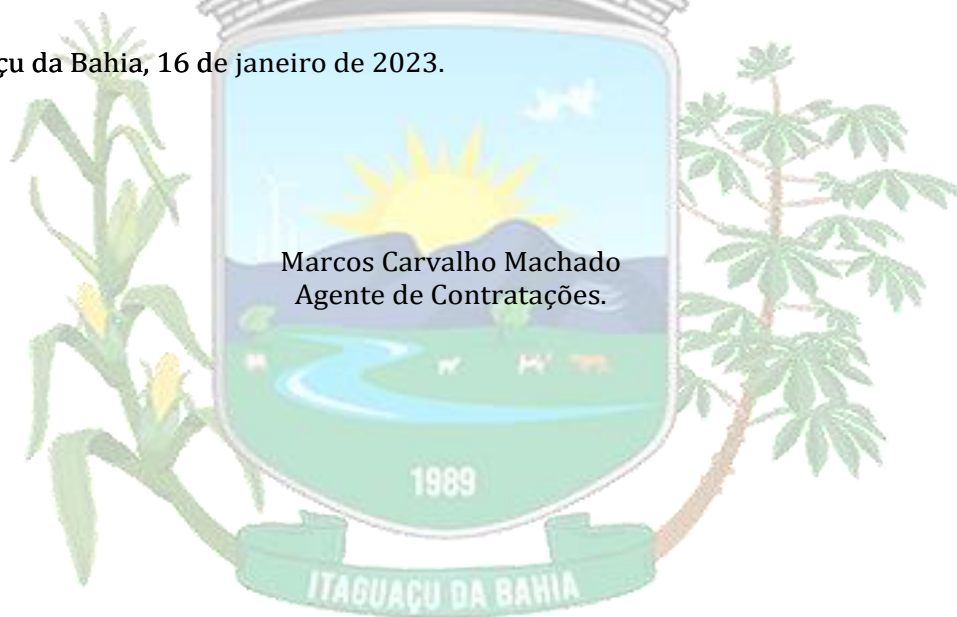 çu da Bahia, 16 de janeiro de 2023.
Marcos Carvalho Machado
Agente de Contratações.
1989
ITAGUAÇU DA BAHIA